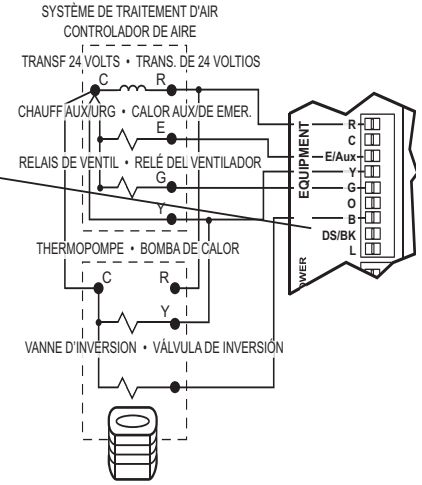 SYSTÈME DE TRAITEMENT D'AIR
CONTROLADOR DE AIRE
TRANSF 24 VOLTS • TRANS. DE 24 VOLTIOS
C R
CHAUFF AUX/URG • CALOR AUX/DE EMER.
E
RELAIS DE VENTIL • RELÉ DEL VENTILADOR
G
Y
THERMOPOMPE • BOMBA DE CALOR
C R
Y
VANNE D'INVERSION • VÁLVULA DE INVERSIÓN
EQUIPMENT
R
C
E/Aux
Y
G
O
B
DS/BK
L
OWER